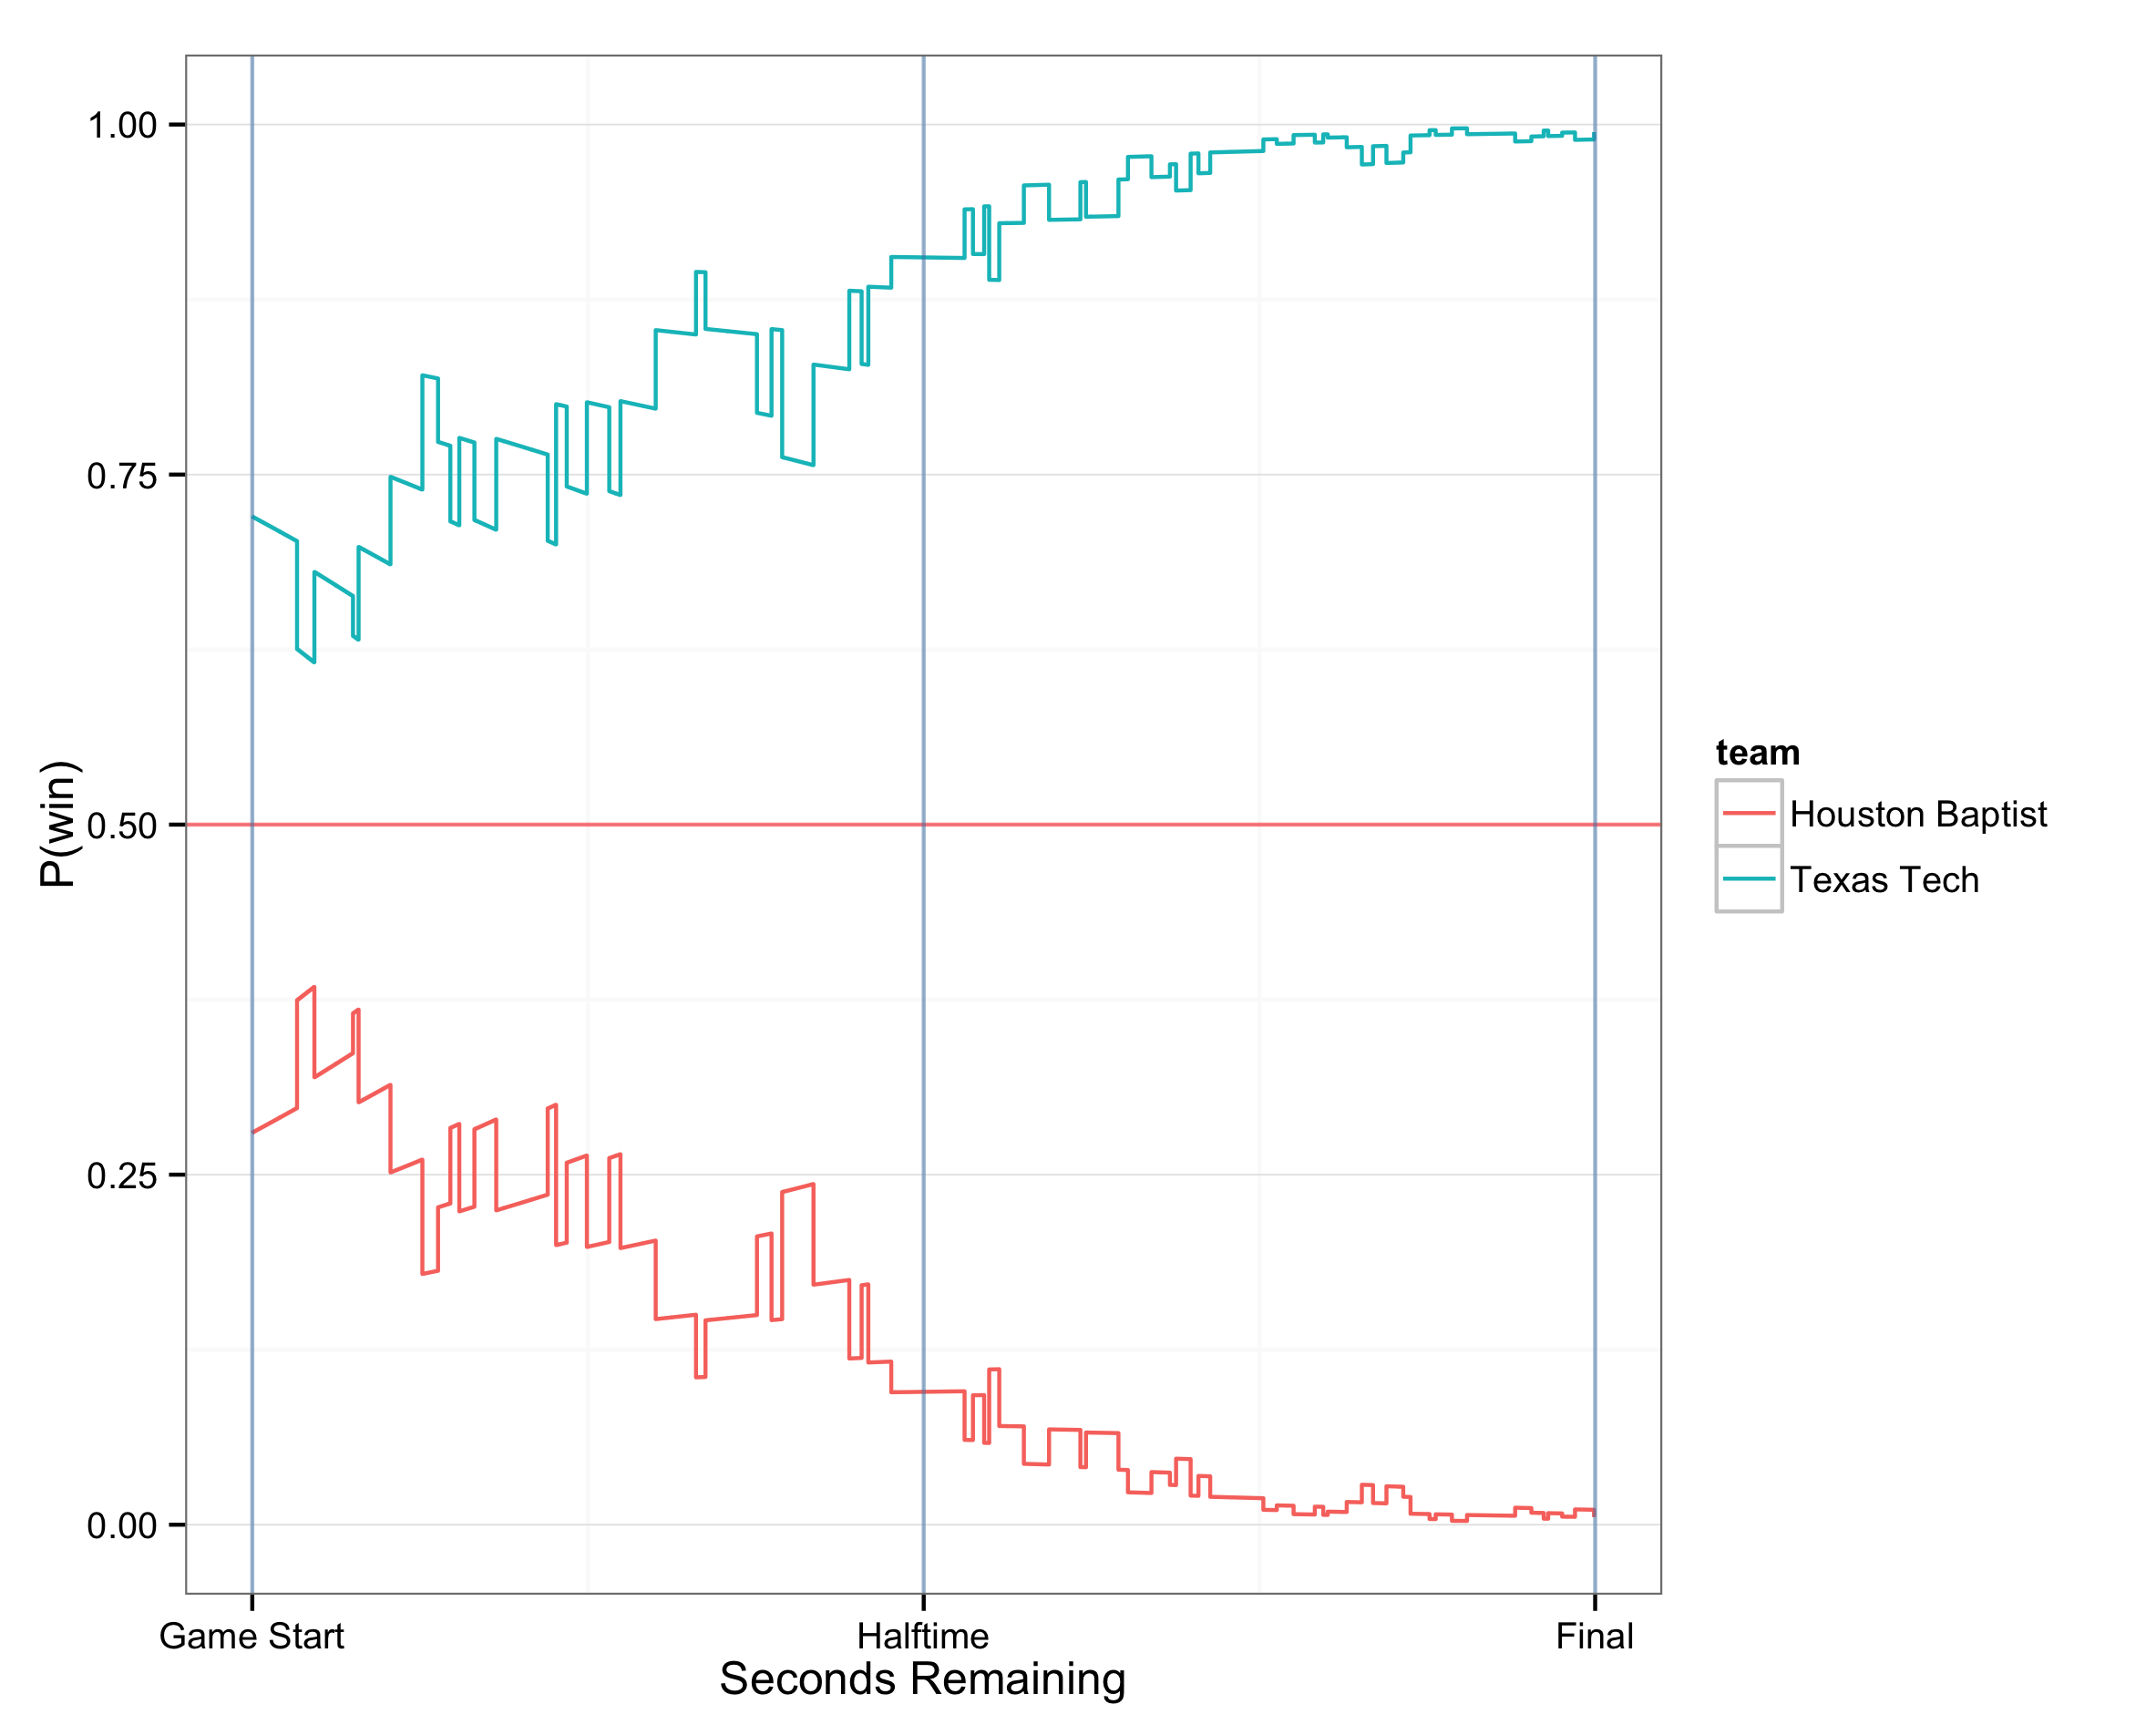 1.00
0.75
0.50
0.25
0.00
P(win)
Game Start
Halftime
Final
Seconds Remaining
team
Houston Baptist
Texas Tech